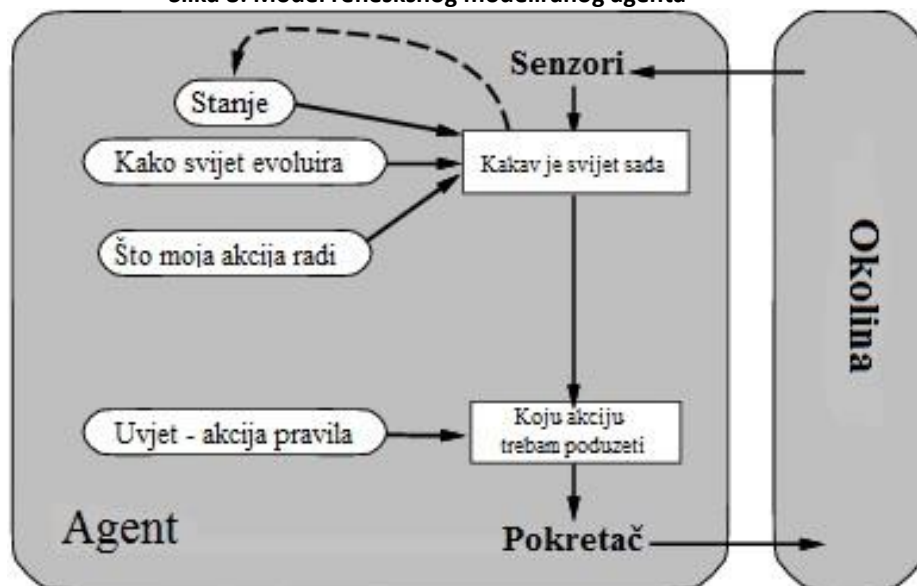 Senzori
Stanje
Kako svijet evoluira
Kakav je svijet sada
Što moja akcija radi
Okolina
Uvjet - akcija pravila
Koju akciju
trebam poduzeti
Agent
Pokretač